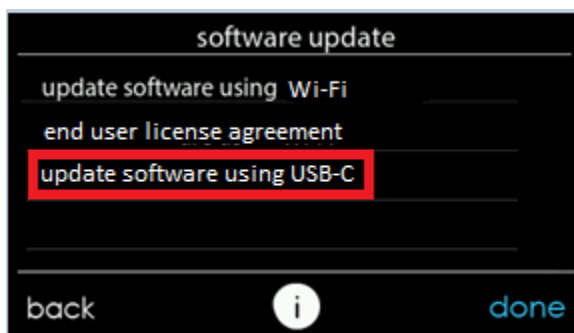 software update
update software using Wi-Fi
end user license agreement
update software using USB-C
back i done